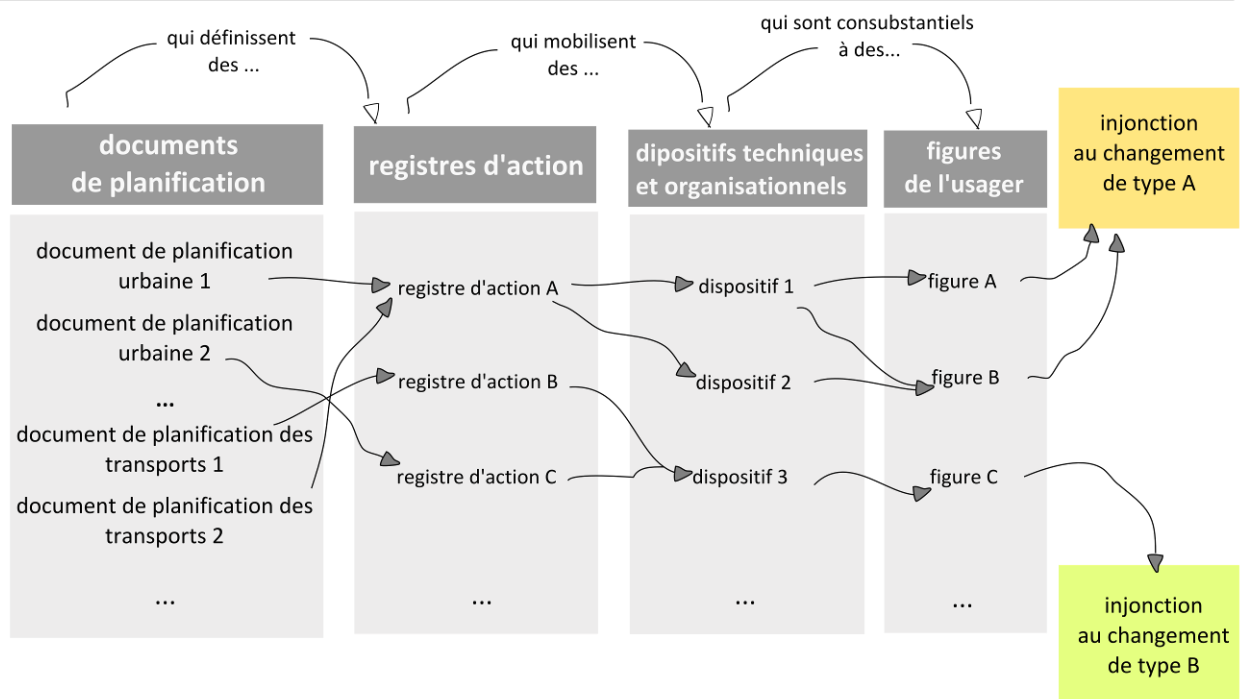 qui définissent
des ...
qui mobilisent
des ...
qui sont consubstantiels
à des...
documents
de planification
registres d'action
dipositifs techniques
et organisationnels
figures
de l'usager
injonction
au changement
de type A
document de planification
urbaine 1
document de planification
urbaine 2
...
document de planification des
transports 1
document de planification des
transports 2
...
registre d'action A
registre d'action B
registre d'action C
...
dispositif 1
dispositif 2
dispositif 3
...
figure A
figure B
figure C
...
injonction
au changement
de type B